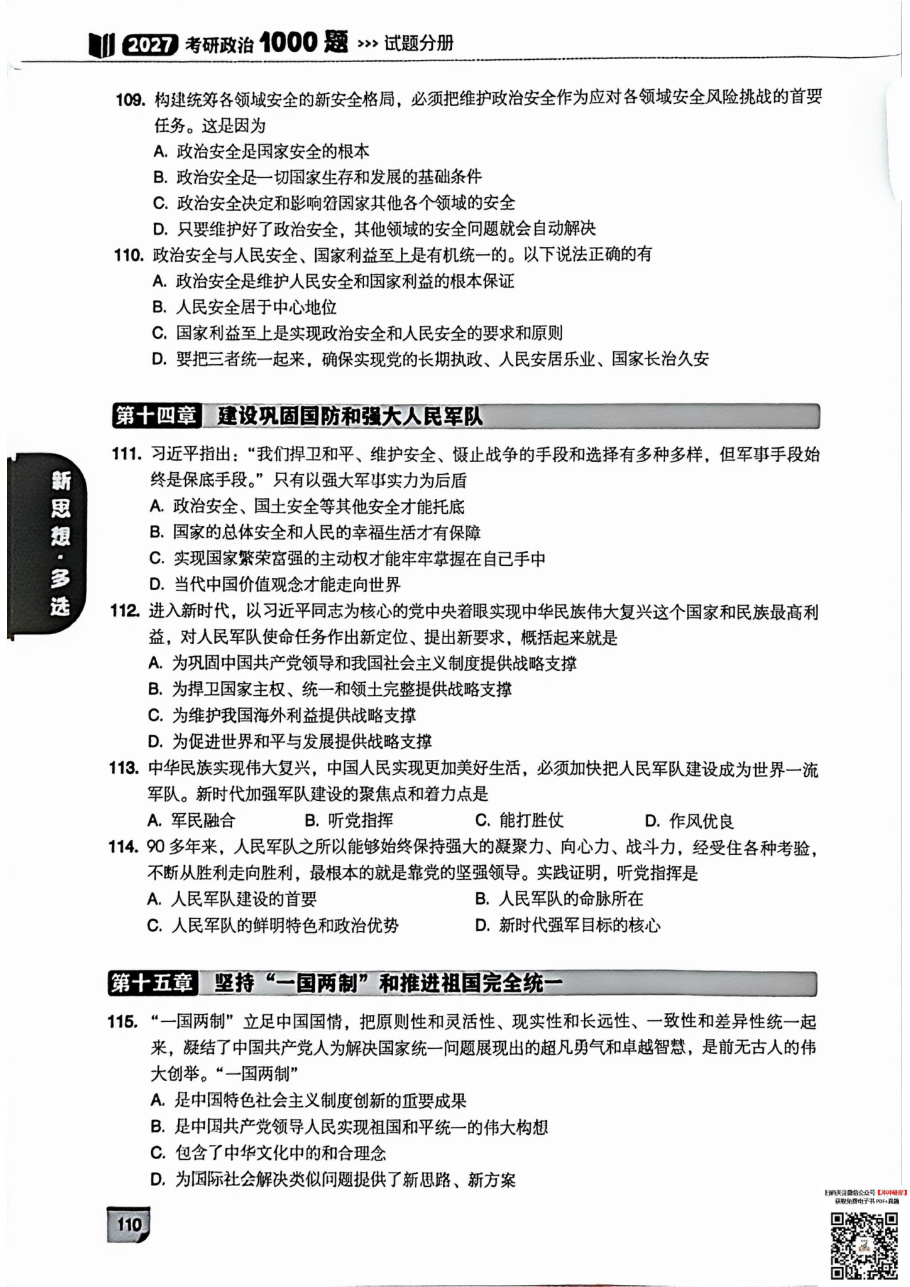 2027 考研政治 1000 题 >>> 试题分册
109. 构建统筹各领域安全的新安全格局，必须把维护政治安全作为应对各领域安全风险挑战的首要
任务。这是因为
A. 政治安全是国家安全的根本
B. 政治安全是一切国家生存和发展的基础条件
C. 政治安全决定和影响着国家其他各个领域的安全
D. 只要维护好了政治安全，其他领域的安全问题就会自动解决
110. 政治安全与人民安全、国家利益至上是有机统一的。以下说法正确的有
A. 政治安全是维护人民安全和国家利益的根本保证
B. 人民安全居于中心地位
C. 国家利益至上是实现政治安全和人民安全的要求和原则
D. 要把三者统一起来，确保实现党的长期执政、人民安居乐业、国家长治久安
第十四章 建设巩固国防和强大人民军队
111. 习近平指出：“我们捍卫和平、维护安全、慑止战争的手段和选择有多种多样，但军事手段始
终是保底手段。”只有以强大军事实力为后盾
A. 政治安全、国土安全等其他安全才能托底
B. 国家的总体安全和人民的幸福生活才有保障
C. 实现国家繁荣富强的主动权才能牢牢掌握在自己手中
D. 当代中国价值观念才能走向世界
新思想·多选
112. 进入新时代，以习近平同志为核心的党中央着眼实现中华民族伟大复兴这个国家和民族最高利
益，对人民军队使命任务作出新定位、提出新要求，概括起来就是
A. 为巩固中国共产党领导和我国社会主义制度提供战略支撑
B. 为捍卫国家主权、统一和领土完整提供战略支撑
C. 为维护我国海外利益提供战略支撑
D. 为促进世界和平与发展提供战略支撑
113. 中华民族实现伟大复兴，中国人民实现更加美好生活，必须加快把人民军队建设成为世界一流
军队。新时代加强军队建设的聚焦点和着力点是
A. 军民融合 B. 听党指挥 C. 能打胜仗 D. 作风优良
114. 90 多年来，人民军队之所以能够始终保持强大的凝聚力、向心力、战斗力，经受住各种考验，
不断从胜利走向胜利，最根本的就是靠党的坚强领导。实践证明，听党指挥是
A. 人民军队建设的首要 B. 人民军队的命脉所在
C. 人民军队的鲜明特色和政治优势 D. 新时代强军目标的核心
第十五章 坚持“一国两制”和推进祖国完全统一
115. “一国两制”立足中国国情，把原则性和灵活性、现实性和长远性、一致性和差异性统一起
来，凝结了中国共产党人为解决国家统一问题展现出的超凡勇气和卓越智慧，是前无古人的伟
大创举。“一国两制”
A. 是中国特色社会主义制度创新的重要成果
B. 是中国共产党领导人民实现祖国和平统一的伟大构想
C. 包含了中华文化中的和合理念
D. 为国际社会解决类似问题提供了新思路、新方案
110
扫码关注微信公众号
获取免费电子书PDF+真题